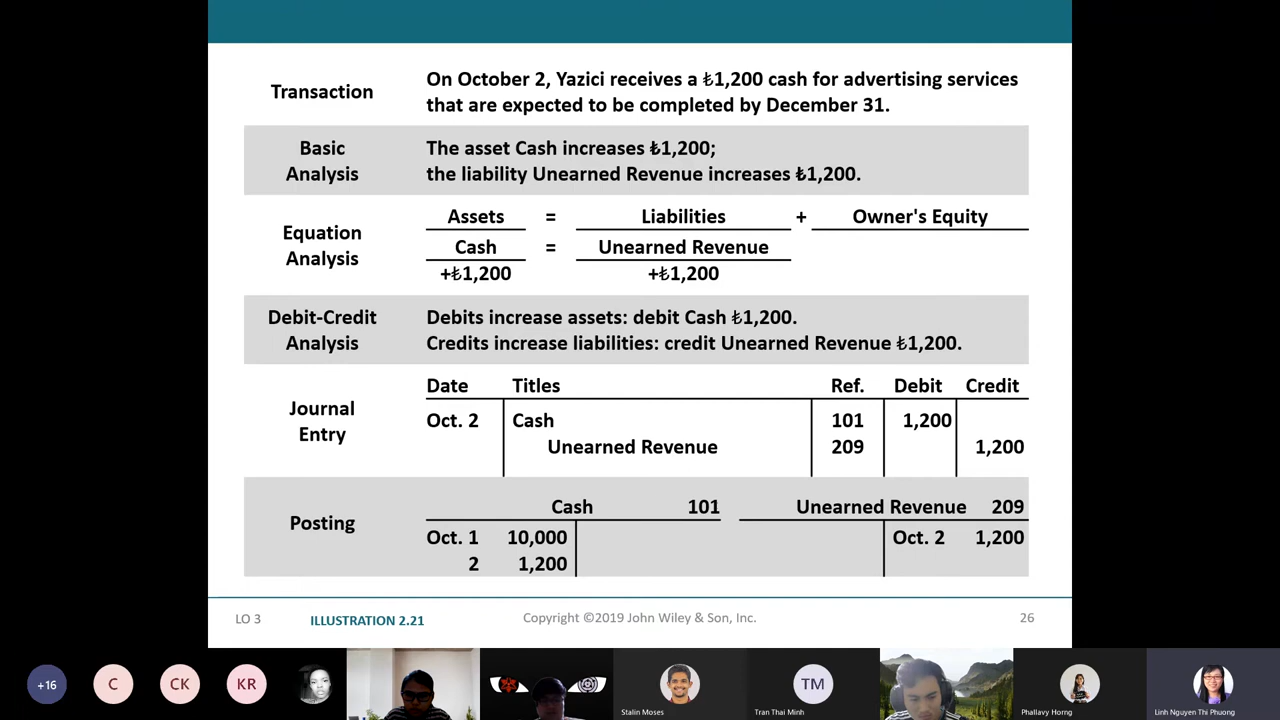 Transaction
On October 2, Yazici receives a ₺1,200 cash for advertising services
that are expected to be completed by December 31.
Basic
Analysis
The asset Cash increases ₺1,200;
the liability Unearned Revenue increases ₺1,200.
Equation
Analysis
Assets = Liabilities + Owner's Equity
Cash = Unearned Revenue
+₺1,200 +₺1,200
Debit-Credit
Analysis
Debits increase assets: debit Cash ₺1,200.
Credits increase liabilities: credit Unearned Revenue ₺1,200.
Journal
Entry
Date Titles Ref. Debit Credit
Oct. 2 Cash 101 1,200
Unearned Revenue 209 1,200
Posting
Cash 101 Unearned Revenue 209
Oct. 1 10,000 Oct. 2 1,200
2 1,200
LO 3 ILLUSTRATION 2.21 Copyright ©2019 John Wiley & Son, Inc. 26
+16 C CK KR TM
Stalin Moses Tran Thai Minh Phallavy Horng Linh Nguyen Thi Phuong